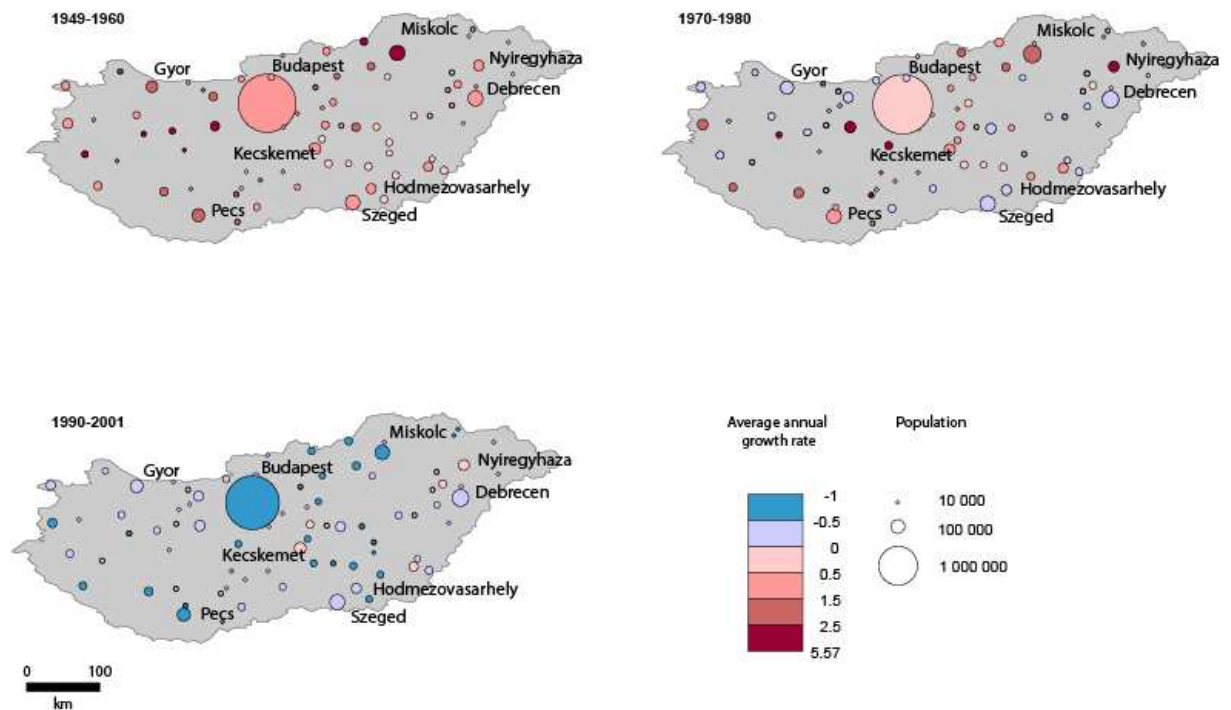 1949-1960
Miskolc
Nyiregyhaza
Gyor
Budapest
Debrecen
Kecskemet
Hodmezovasarhely
Pecs
Szeged
1970-1980
Miskolc
Nyiregyhaza
Gyor
Budapest
Debrecen
Kecskemet
Hodmezovasarhely
Pecs
Szeged
1990-2001
Miskolc
Nyiregyhaza
Gyor
Budapest
Debrecen
Kecskemet
Hodmezovasarhely
Peçs
Szeged
0 100
km
Average annual
growth rate
-1
-0.5
0
0.5
1.5
2.5
5.57
Population
10 000
100 000
1 000 000